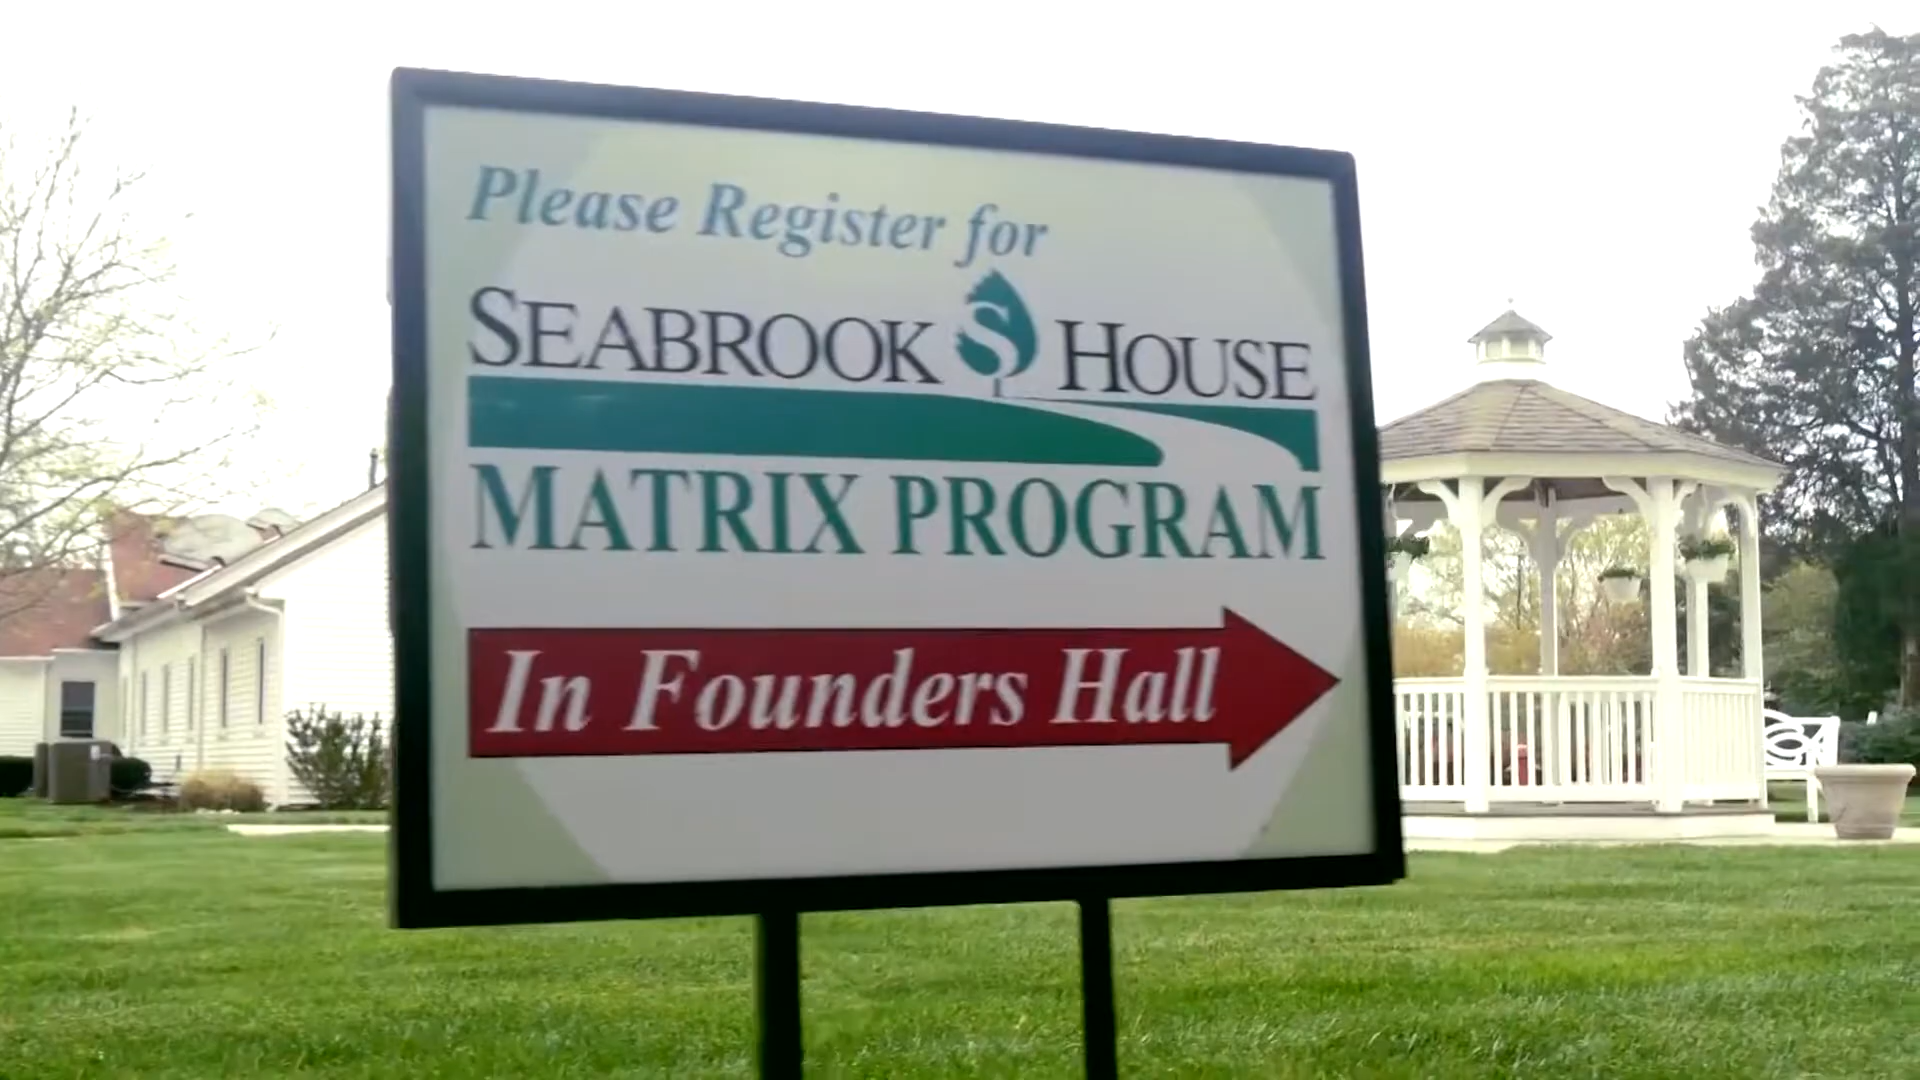 Please Register for
SEABROOK S HOUSE
MATRIX PROGRAM
In Founders Hall